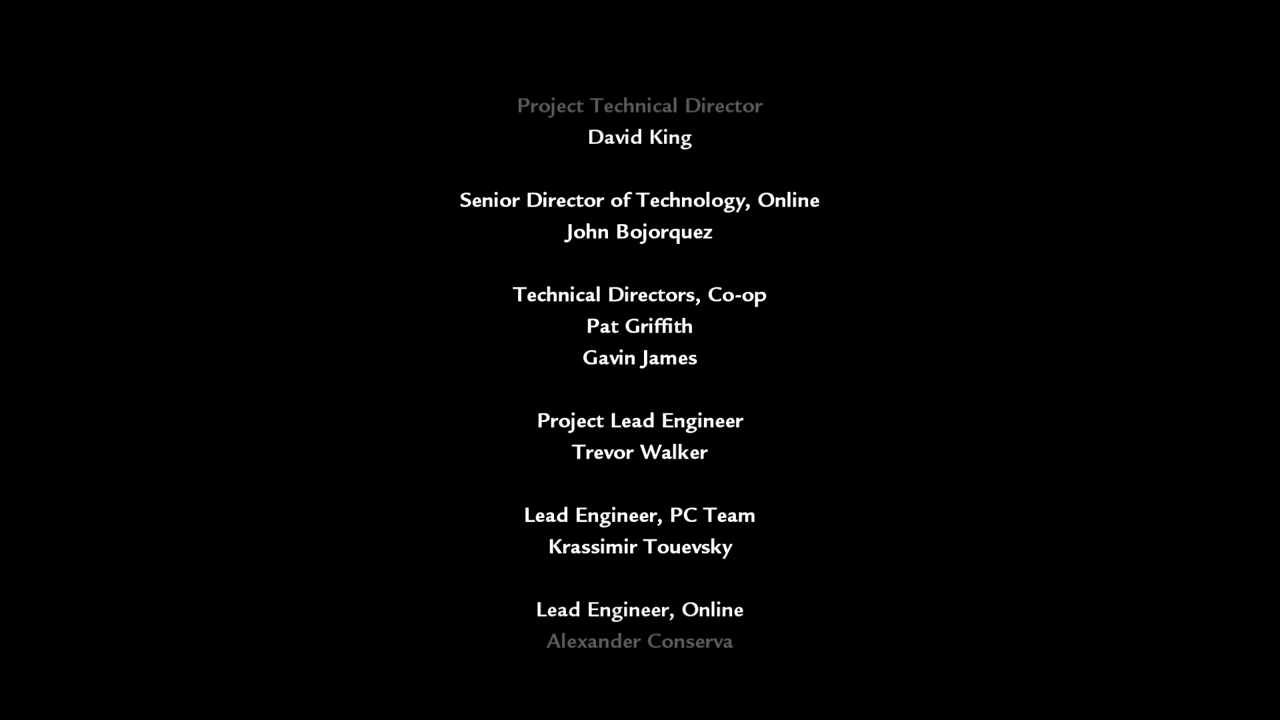 Project Technical Director
David King
Senior Director of Technology, Online
John Bojorquez
Technical Directors, Co-op
Pat Griffith
Gavin James
Project Lead Engineer
Trevor Walker
Lead Engineer, PC Team
Krassimir Touevsky
Lead Engineer, Online
Alexander Conserva